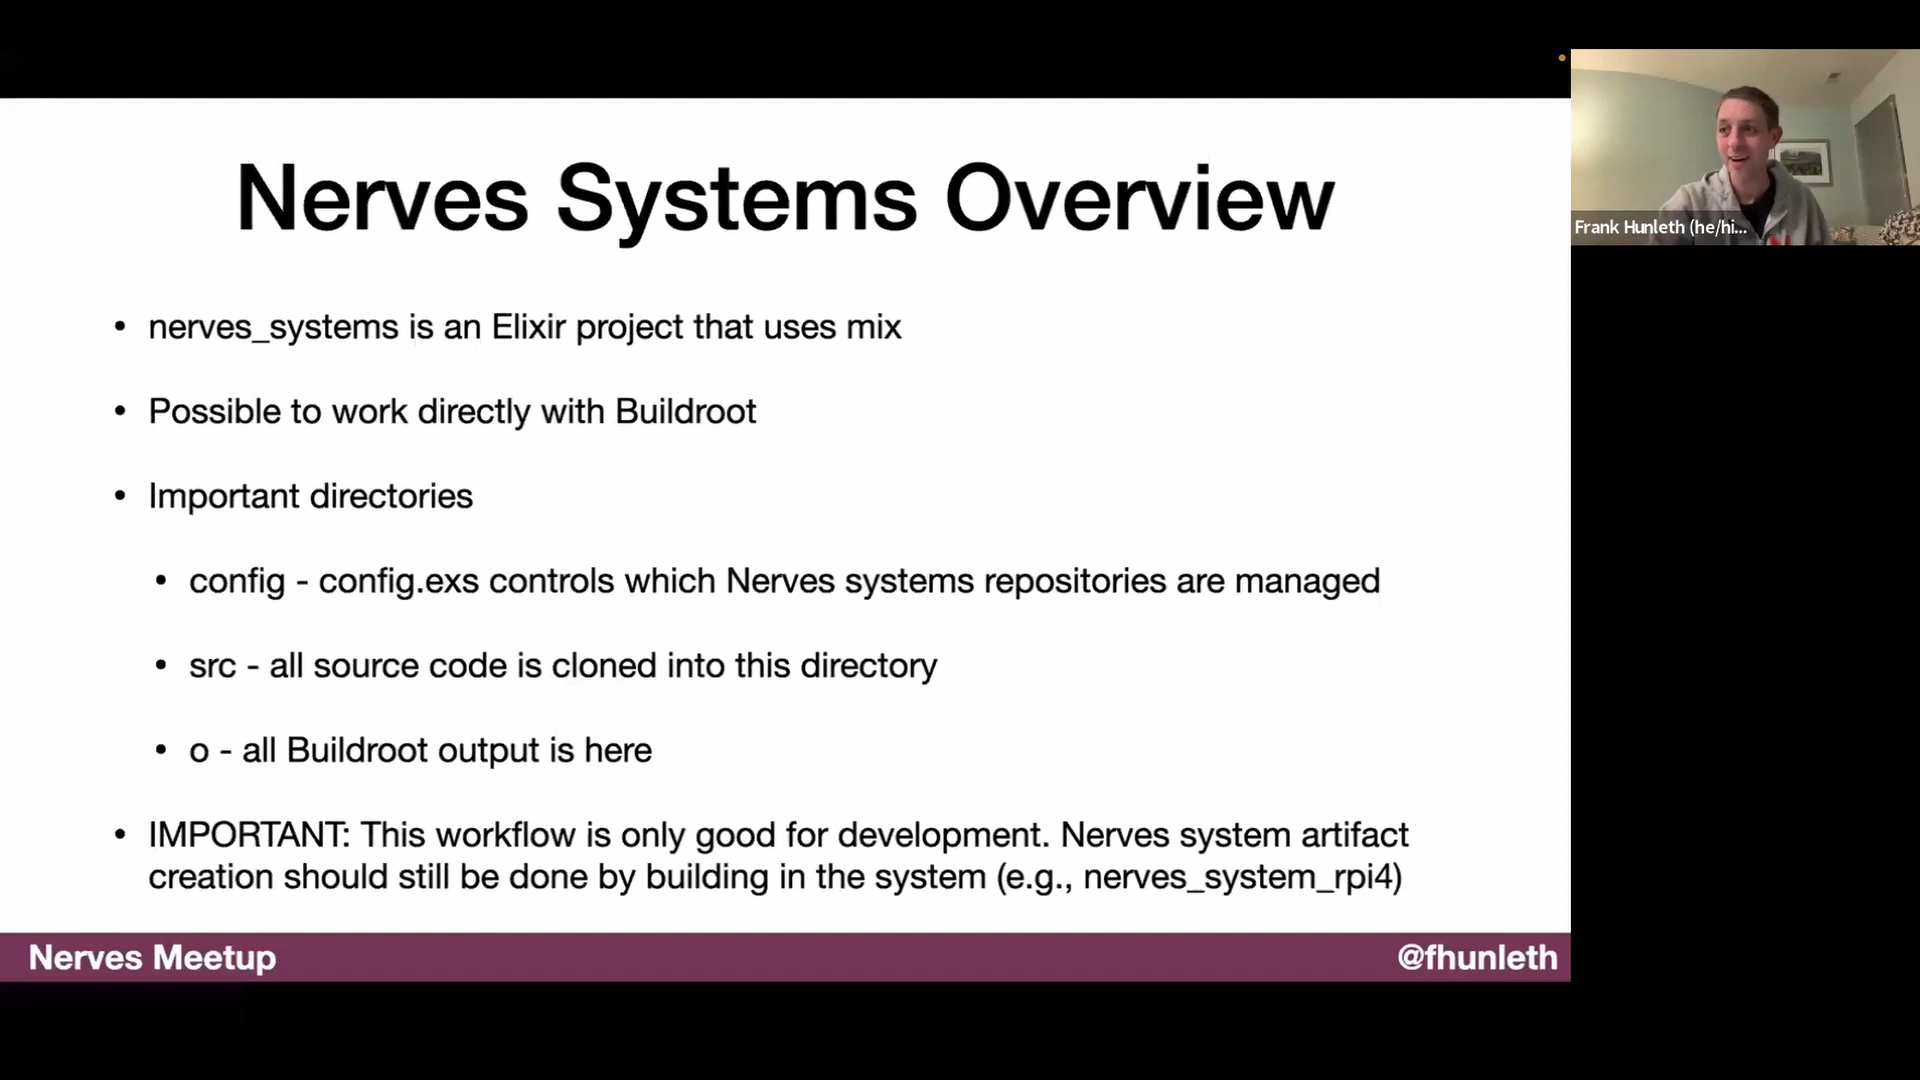 Nerves Systems Overview
• nerves_systems is an Elixir project that uses mix
• Possible to work directly with Buildroot
• Important directories
• config - config.exs controls which Nerves systems repositories are managed
• src - all source code is cloned into this directory
• o - all Buildroot output is here
• IMPORTANT: This workflow is only good for development. Nerves system artifact
creation should still be done by building in the system (e.g., nerves_system_rpi4)
Nerves Meetup
@fhunleth
Frank Hunleth (he/hi...